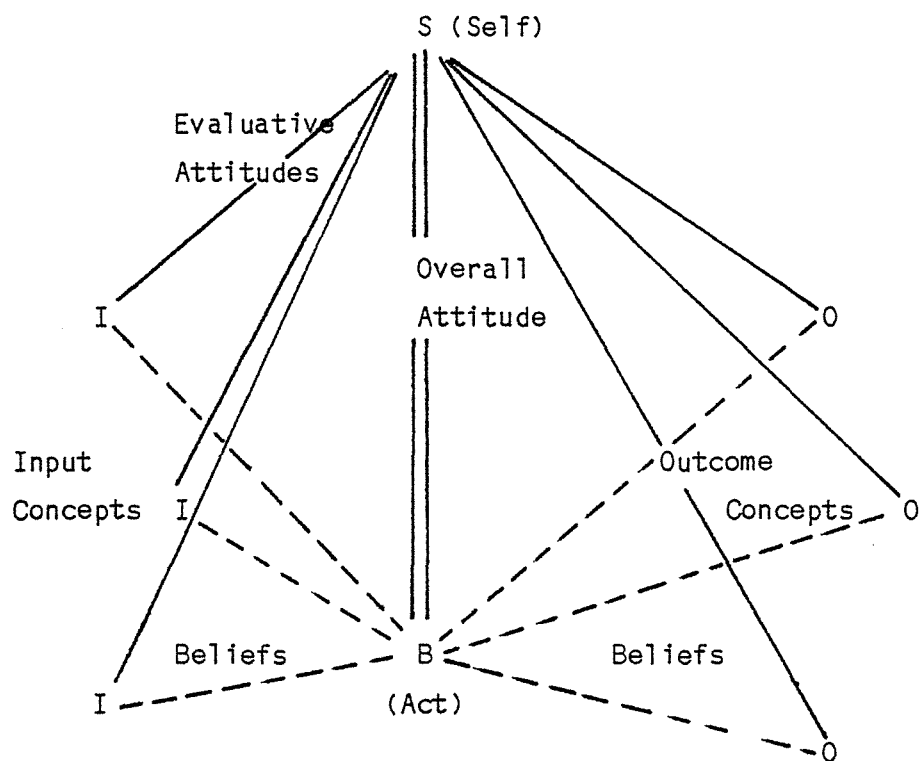 S (Self)
Evaluative
Attitudes
Overall
Attitude
I
O
Input
Concepts
I
Outcome
Concepts
O
Beliefs
B
(Act)
Beliefs
I
O